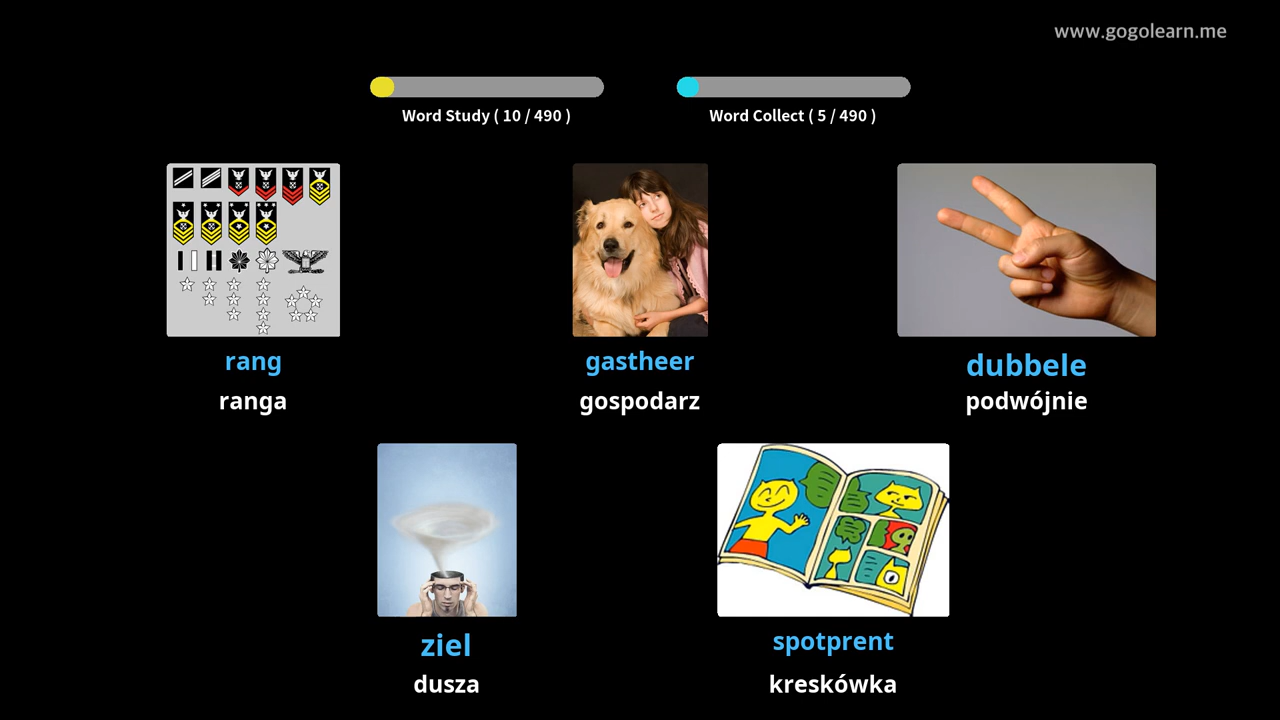 www.gogolearn.me
Word Study ( 10 / 490 )
Word Collect ( 5 / 490 )
rang
ranga
gastheer
gospodarz
dubbele
podwójnie
ziel
dusza
spotprent
kreskówka